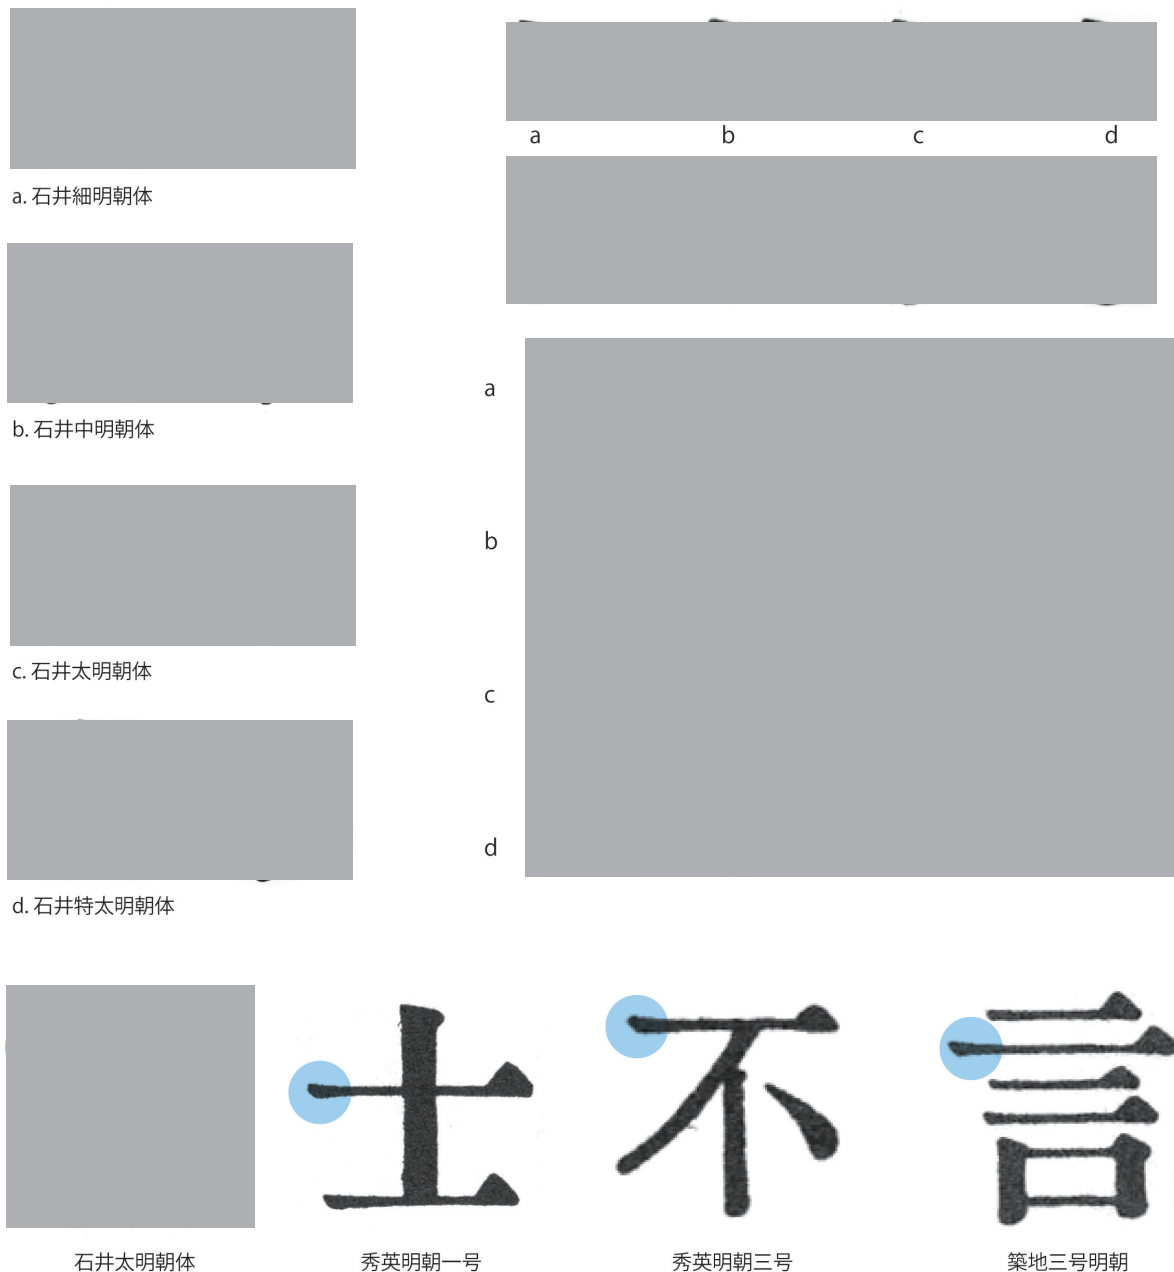 a. 石井細明朝体
b. 石井中明朝体
c. 石井太明朝体
d. 石井特太明朝体
a b c d
a
b
c
d
士 不 言
石井太明朝体 秀英明朝一号 秀英明朝三号 築地三号明朝